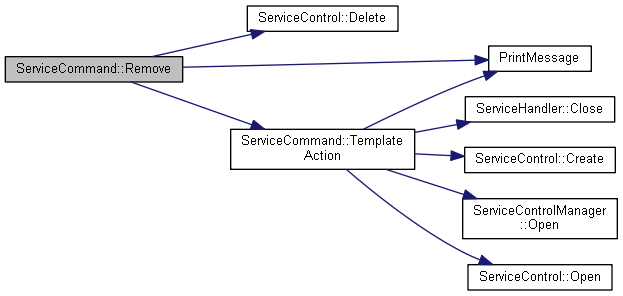 ServiceControl::Delete
ServiceCommand::Remove
PrintMessage
ServiceHandler::Close
ServiceCommand::Template
Action
ServiceControl::Create
ServiceControlManager
::Open
ServiceControl::Open